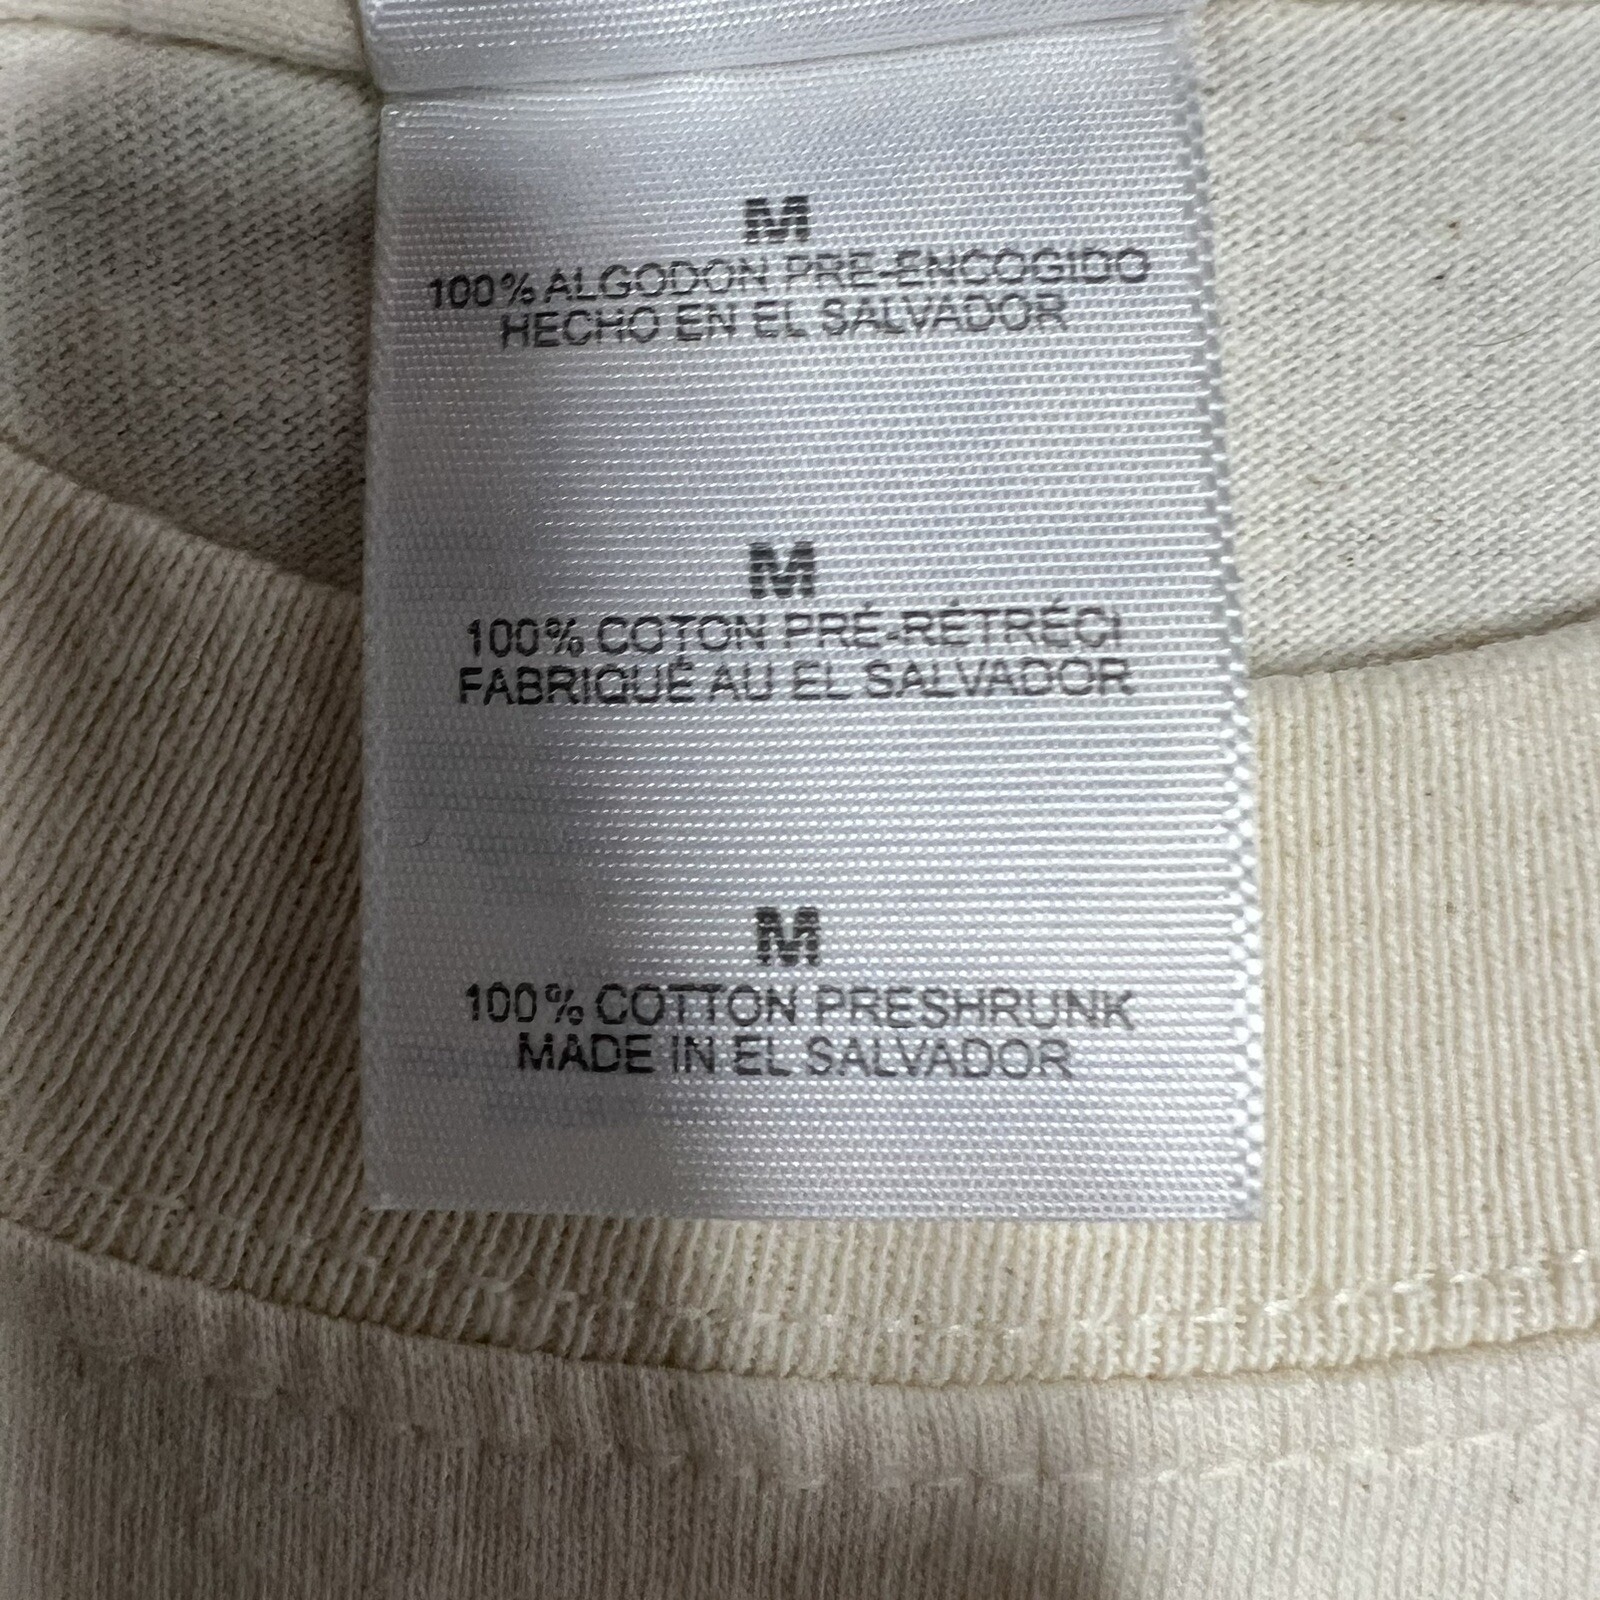 M
100% ALGODON PRE-ENCOGIDO
HECHO EN EL SALVADOR
M
100% COTON PRÉ-RÉTRÉCI
FABRIQUÉ AU EL SALVADOR
M
100% COTTON PRESHRUNK
MADE IN EL SALVADOR